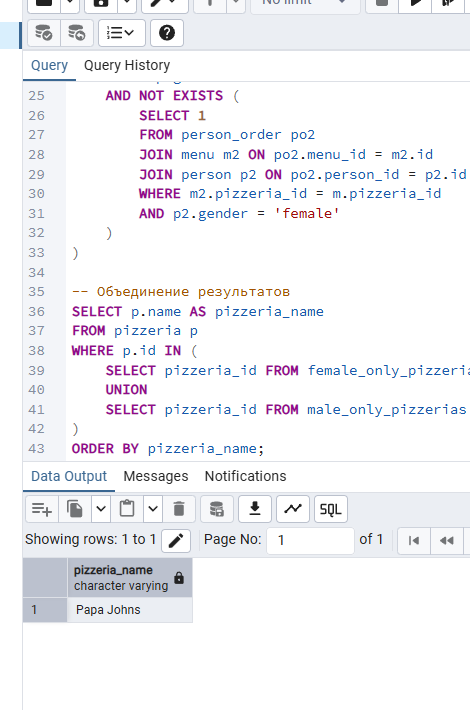 No limit
Query Query History
25 AND NOT EXISTS (
26 SELECT 1
27 FROM person_order po2
28 JOIN menu m2 ON po2.menu_id = m2.id
29 JOIN person p2 ON po2.person_id = p2.id
30 WHERE m2.pizzeria_id = m.pizzeria_id
31 AND p2.gender = 'female'
32 )
33 )
34
35 -- Объединение результатов
36 SELECT p.name AS pizzeria_name
37 FROM pizzeria p
38 WHERE p.id IN (
39 SELECT pizzeria_id FROM female_only_pizzeria
40 UNION
41 SELECT pizzeria_id FROM male_only_pizzerias
42 )
43 ORDER BY pizzeria_name;
Data Output Messages Notifications
SQL
Showing rows: 1 to 1 Page No: 1 of 1
pizzeria_name
character varying
1 Papa Johns